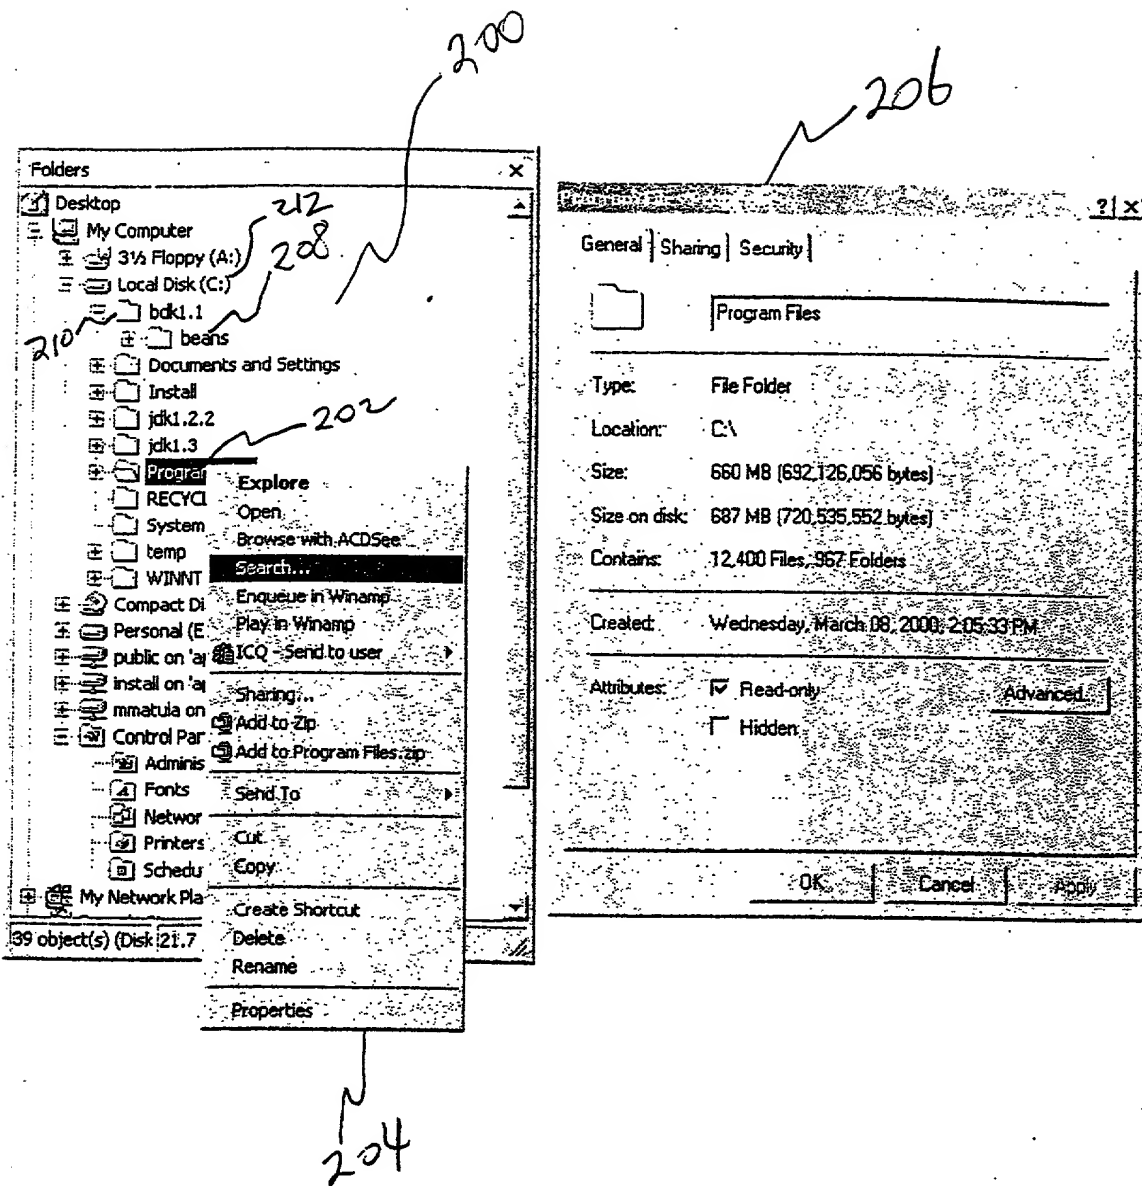 200
206
Folders
Desktop
212
My Computer
3½ Floppy (A:)
208
Local Disk (C:)
bdk1.1
210
beans
Documents and Settings
Install
jdk1.2.2
202
jdk1.3
Program
RECYCL
System
temp
WINNT
Compact Di
Personal (E
public on 'ap
install on 'ap
mmatula on
Control Par
Adminis
Fonts
Networ
Printers
Schedu
My Network Pla
39 object(s) (Disk 21.7
Explore
Open
Browse with ACDSee
Search...
Enqueue in Winamp
Play in Winamp
ICQ - Send to user
Sharing...
Add to Zip
Add to Program Files.zip
Send To
Cut
Copy
Create Shortcut
Delete
Rename
Properties
204
? X
General Sharing Security
Program Files
Type: File Folder
Location: C:\
Size: 660 MB (692,126,056 bytes)
Size on disk: 687 MB (720,535,552 bytes)
Contains: 12,400 Files, 967 Folders
Created: Wednesday, March 08, 2000, 2:05:33 PM
Attributes: Read-only Advanced...
Hidden
OK Cancel Apply